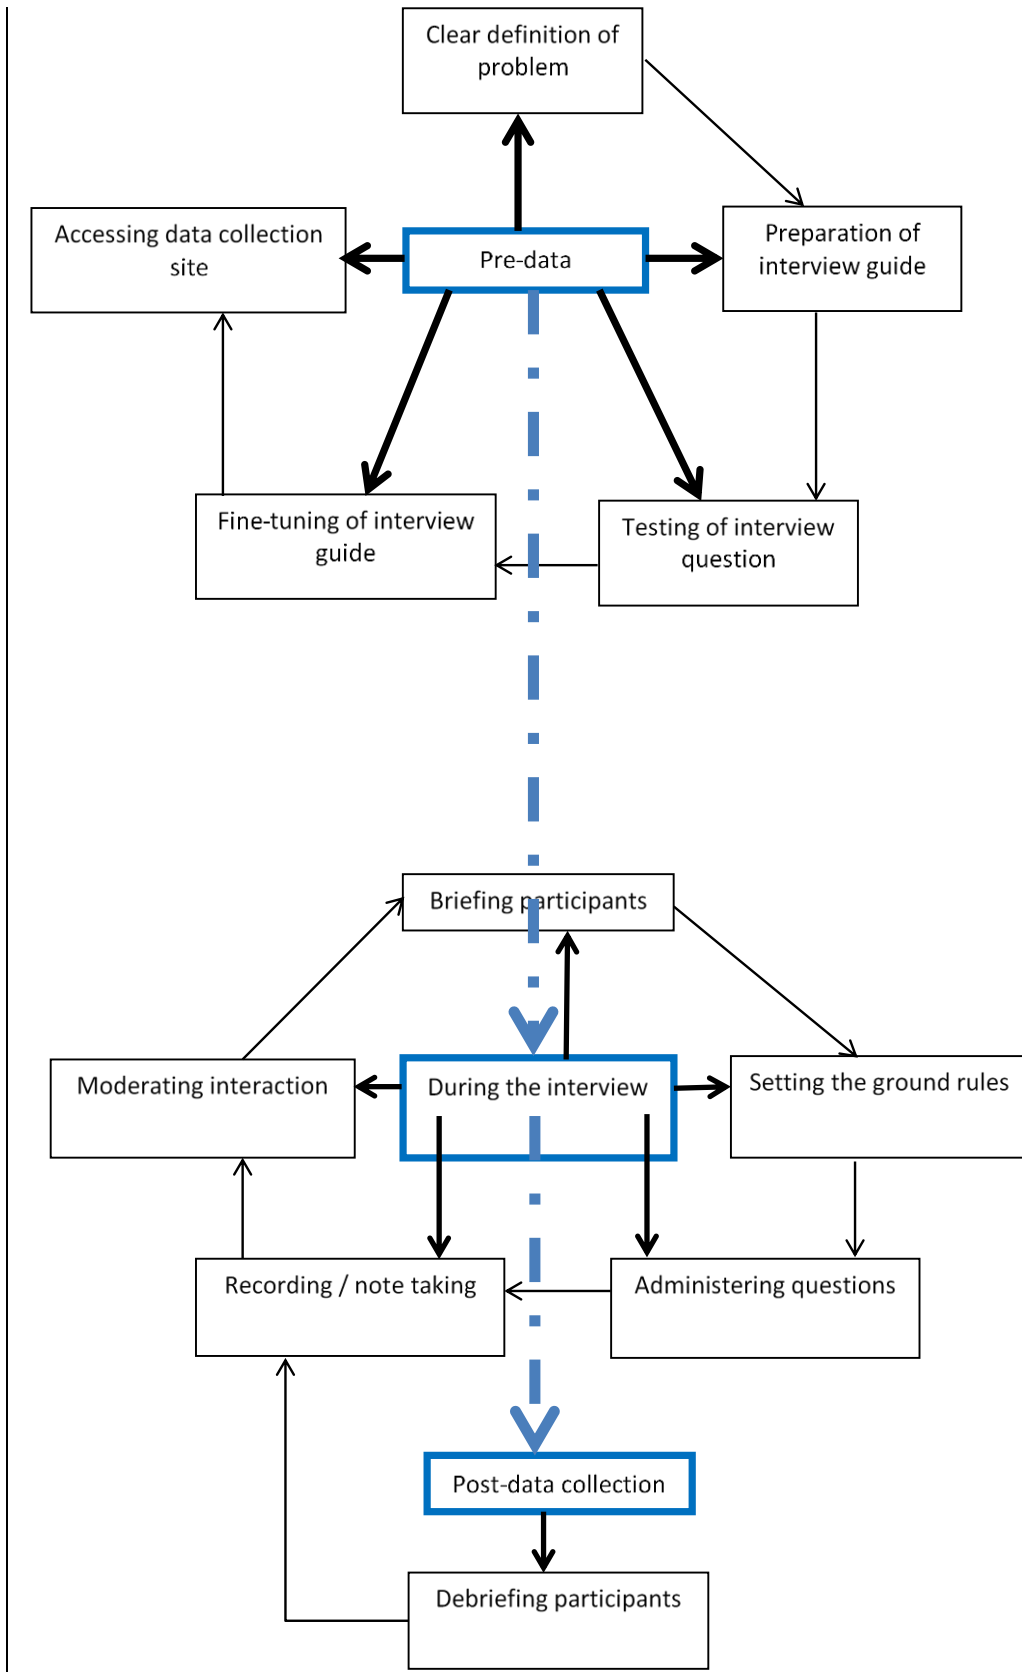 Clear definition of
problem
Accessing data collection
site
Pre-data
Preparation of
interview guide
Fine-tuning of interview
guide
Testing of interview
question
Briefing participants
Moderating interaction
During the interview
Setting the ground rules
Recording / note taking
Administering questions
Post-data collection
Debriefing participants